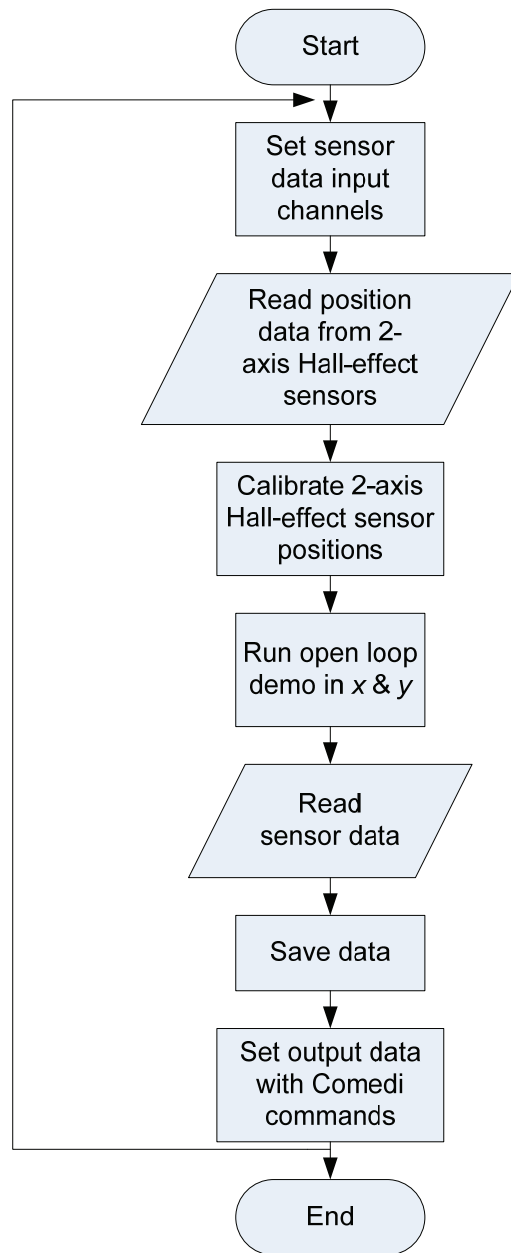 Start
Set sensor
data input
channels
Read position
data from 2-
axis Hall-effect
sensors
Calibrate 2-axis
Hall-effect sensor
positions
Run open loop
demo in x & y
Read
sensor data
Save data
Set output data
with Comedi
commands
End